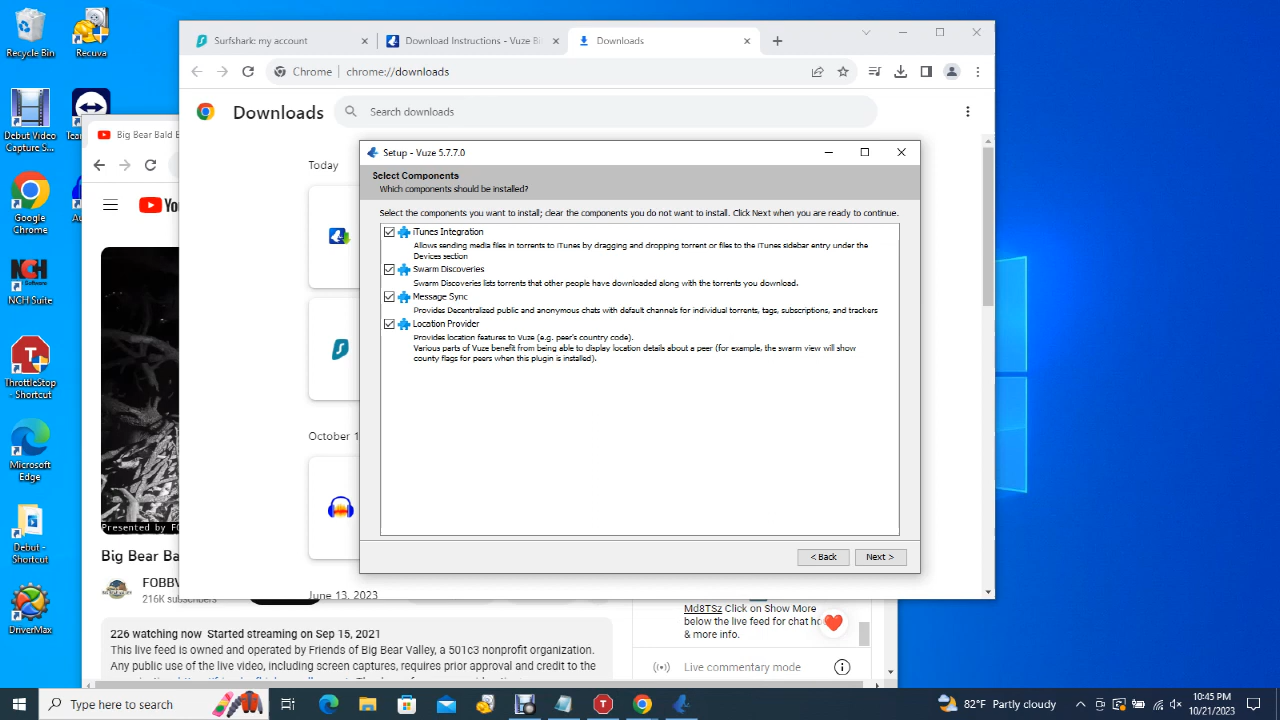 Recycle Bin
Recuva
Debut Video
Capture S...
Google
Chrome
NCH
Software
NCH Suite
ThrottleStop
- Shortcut
Microsoft
Edge
Debut -
Shortcut
DriverMax
Surfshark: my account
Download Instructions - Vuze Bi
Downloads
Chrome
chrome://downloads
Downloads
Search downloads
Today
October 1
June 13, 2023
Setup - Vuze 5.7.7.0
Select Components
Which components should be installed?
Select the components you want to install; clear the components you do not want to install. Click Next when you are ready to continue.
iTunes Integration
Allows sending media files in torrents to iTunes by dragging and dropping torrent or files to the iTunes sidebar entry under the
Devices section
Swarm Discoveries
Swarm Discoveries lists torrents that other people have downloaded along with the torrents you download.
Message Sync
Provides Decentralized public and anonymous chats with default channels for individual torrents, tags, subscriptions, and trackers
Location Provider
Provides location features to Vuze (e.g. peer's country code).
Various parts of Vuze benefit from being able to display location details about a peer (for example, the swarm view will show
county flags for peers when this plugin is installed).
< Back
Next >
Big Bear Bald E
Presented by FO
Big Bear Ba
FOBBV
216K subscribers
226 watching now Started streaming on Sep 15, 2021
This live feed is owned and operated by Friends of Big Bear Valley, a 501c3 nonprofit organization.
Any public use of the live video, including screen captures, requires prior approval and credit to the
Md8TSz Click on Show More
below the live feed for chat
& more info.
Live commentary mode
Type here to search
82°F Partly cloudy
10:45 PM
10/21/2023